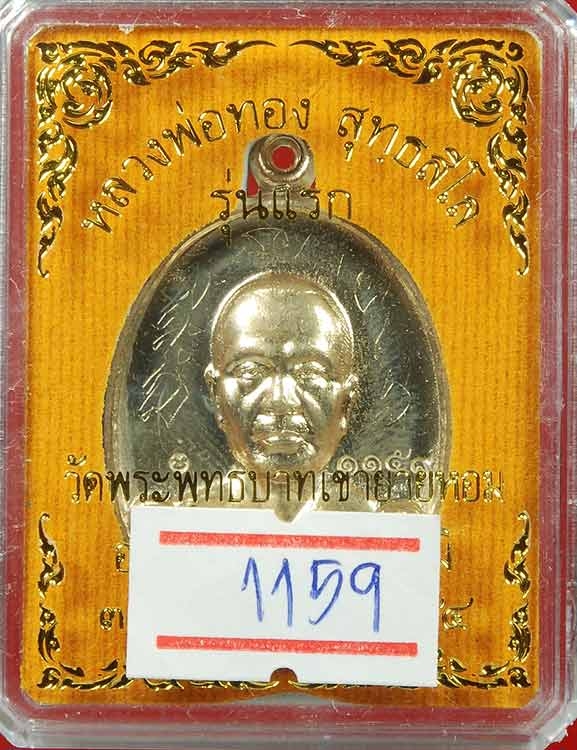 หลวงพ่อทอง สุทธสีโล
รุ่นแรก
วัดพระพุทธบาทเขายายหอม
1159